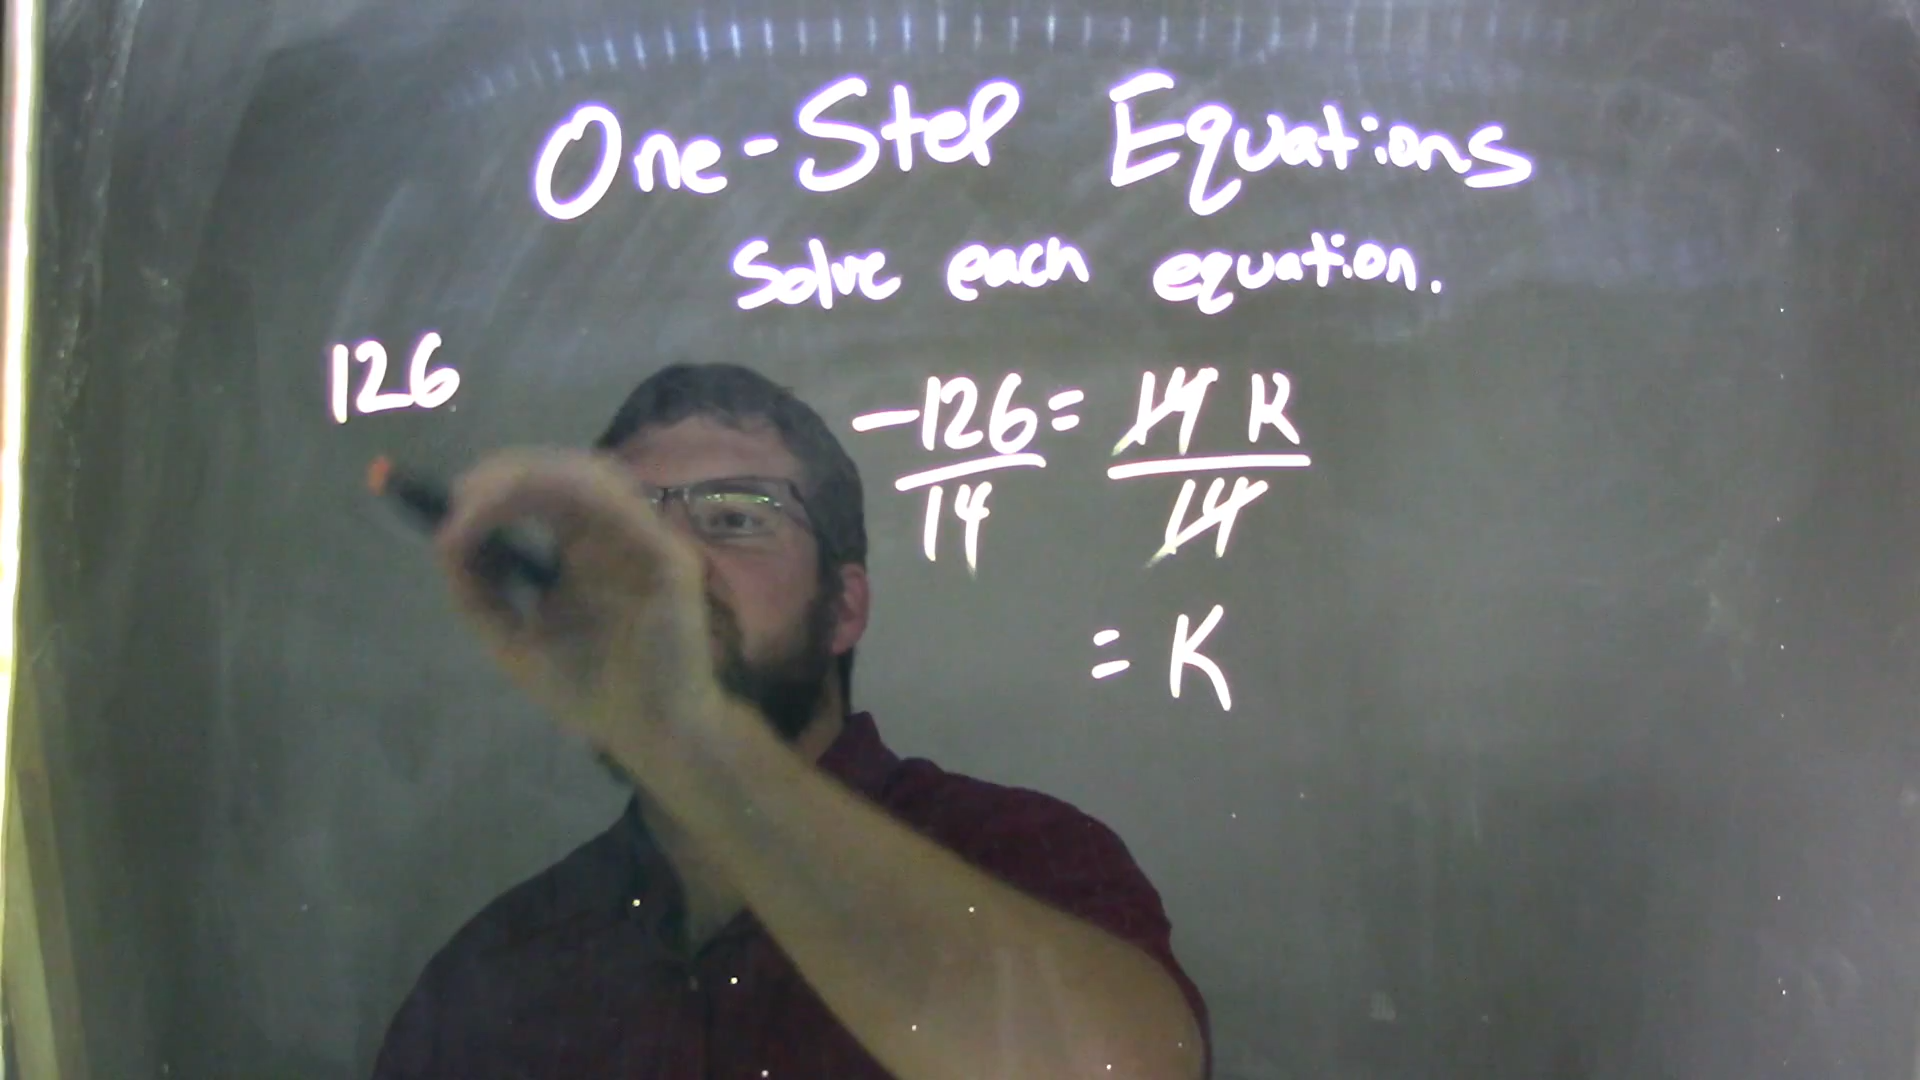 One-Step Equations
Solve each equation.
126
-126 = 14 K
14 14
= K